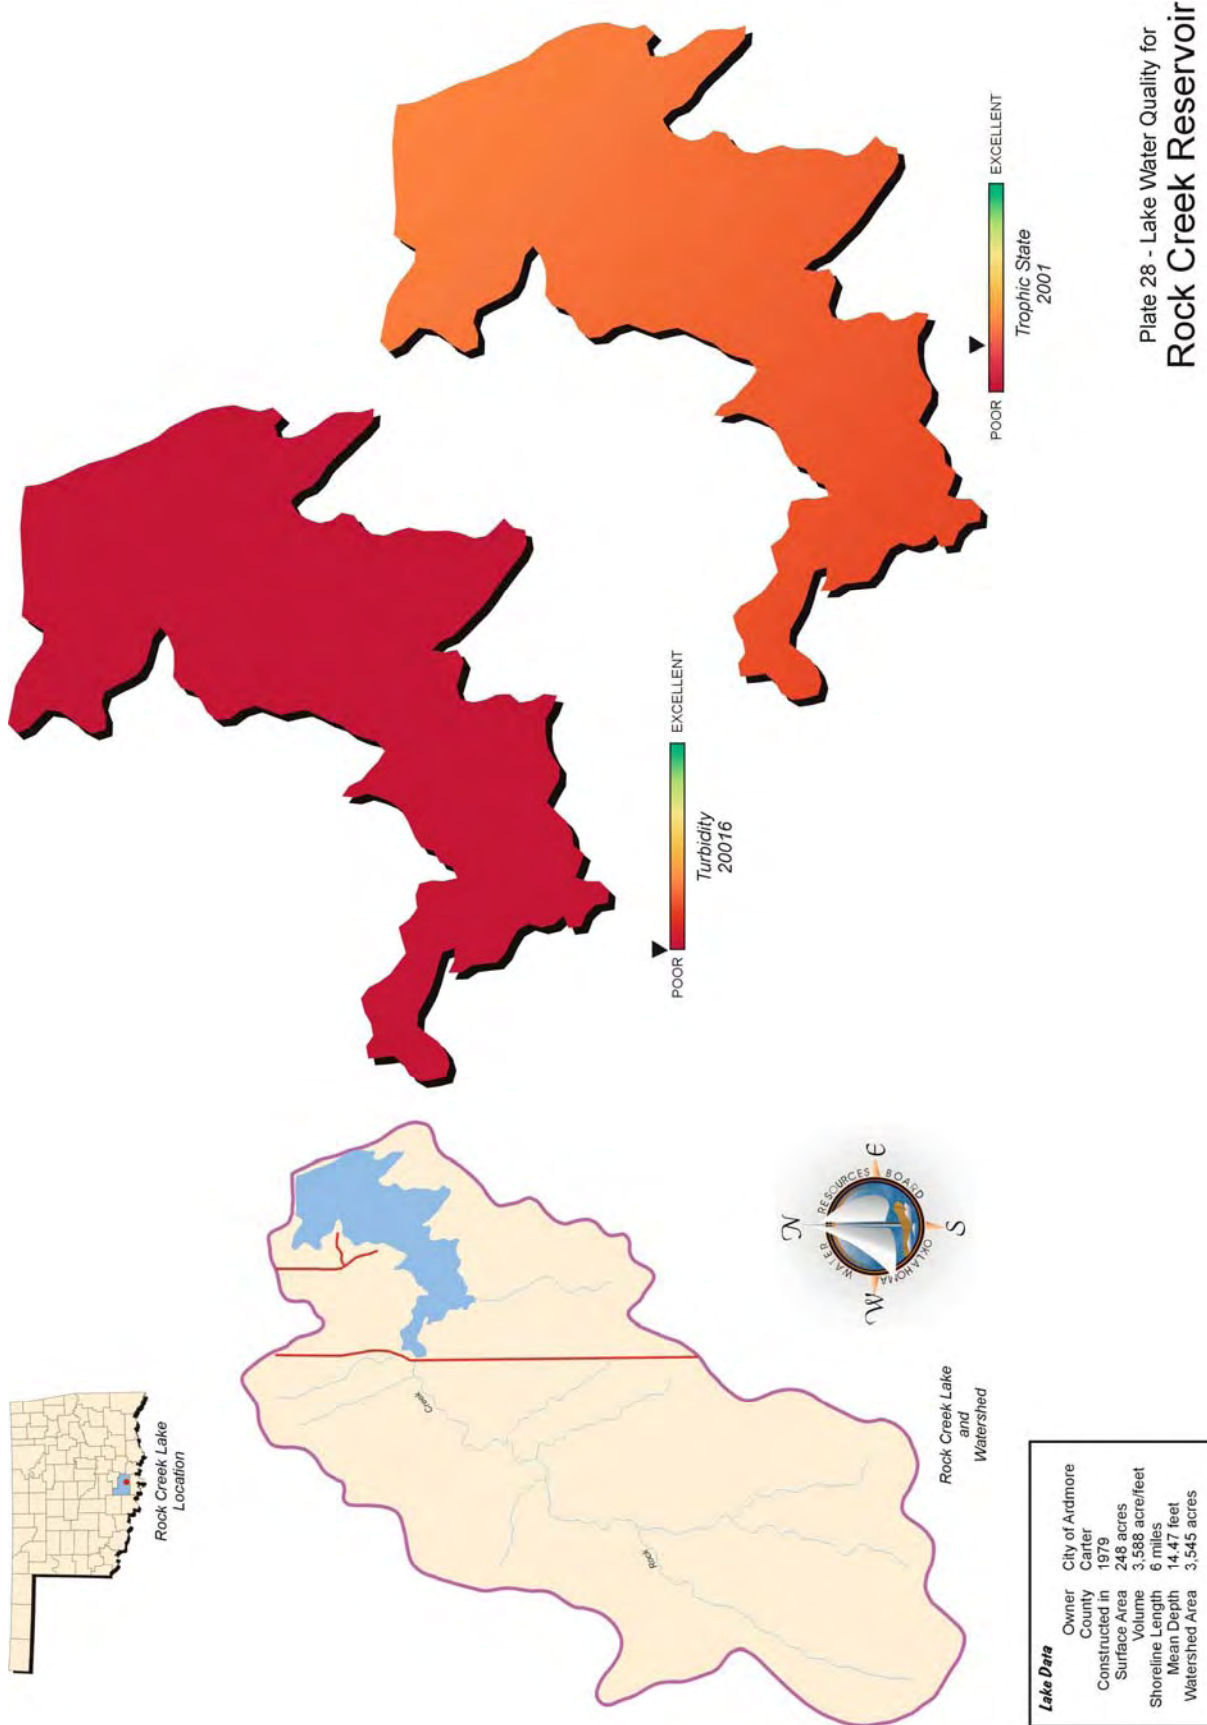 Rock Creek Lake
Location
Rock Creek Lake
and
Watershed
Creek
Rock
N
E
S
W
OKLAHOMA WATER RESOURCES BOARD
Lake Data
Owner City of Ardmore
County Carter
Constructed in 1979
Surface Area 248 acres
Volume 3,588 acre/feet
Shoreline Length 6 miles
Mean Depth 14.47 feet
Watershed Area 3,545 acres
POOR EXCELLENT
Turbidity
20016
POOR EXCELLENT
Trophic State
2001
Plate 28 - Lake Water Quality for
Rock Creek Reservoir